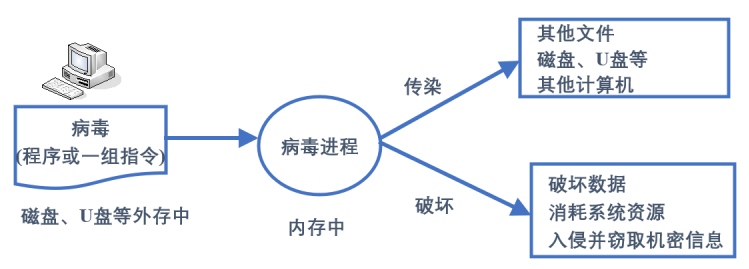 病毒
(程序或一组指令)
磁盘、U盘等外存中
病毒进程
内存中
传染
其他文件
磁盘、U盘等
其他计算机
破坏
破坏数据
消耗系统资源
入侵并窃取机密信息